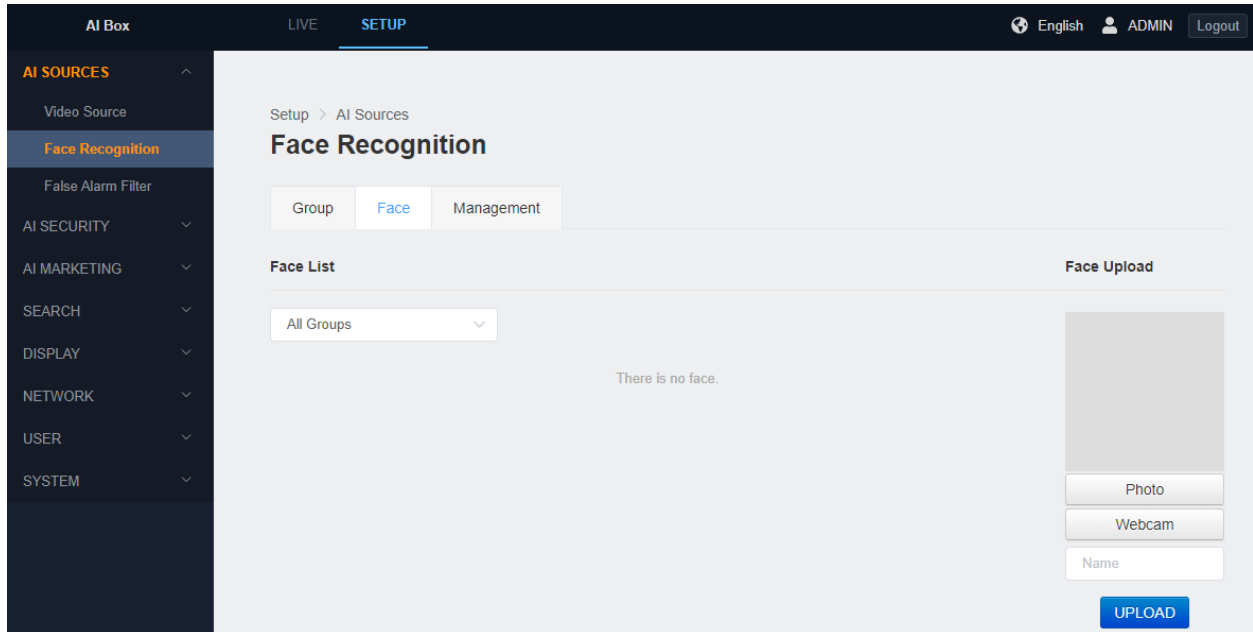 AI Box LIVE SETUP English ADMIN Logout
AI SOURCES
Video Source
Face Recognition
False Alarm Filter
AI SECURITY
AI MARKETING
SEARCH
DISPLAY
NETWORK
USER
SYSTEM
Setup > AI Sources
Face Recognition
Group Face Management
Face List
All Groups
There is no face.
Face Upload
Photo
Webcam
Name
UPLOAD